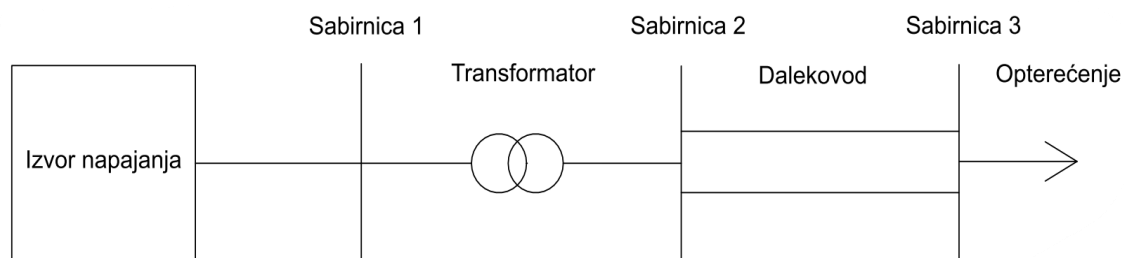 Sabirnica 1
Sabirnica 2
Sabirnica 3
Transformator
Dalekovod
Opterećenje
Izvor napajanja